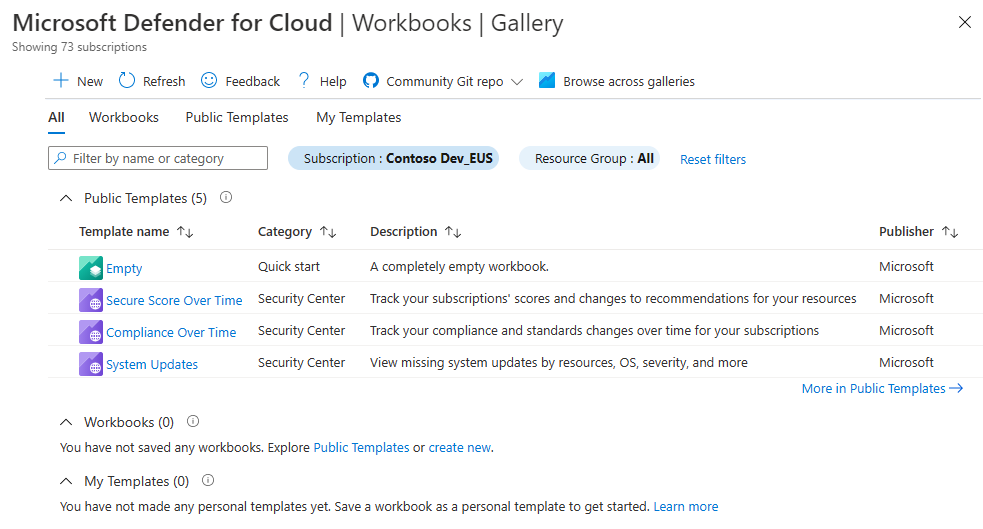 Microsoft Defender for Cloud | Workbooks | Gallery
Showing 73 subscriptions
New Refresh Feedback Help Community Git repo Browse across galleries
All Workbooks Public Templates My Templates
Filter by name or category Subscription : Contoso Dev_EUS Resource Group : All Reset filters
Public Templates (5)
Template name Category Description Publisher
Empty Quick start A completely empty workbook. Microsoft
Secure Score Over Time Security Center Track your subscriptions' scores and changes to recommendations for your resources Microsoft
Compliance Over Time Security Center Track your compliance and standards changes over time for your subscriptions Microsoft
System Updates Security Center View missing system updates by resources, OS, severity, and more Microsoft
More in Public Templates
Workbooks (0)
You have not saved any workbooks. Explore Public Templates or create new.
My Templates (0)
You have not made any personal templates yet. Save a workbook as a personal template to get started. Learn more